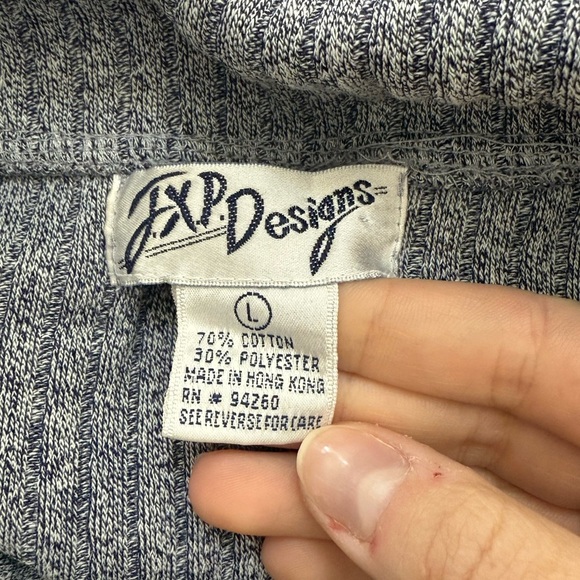 J.X.P. Designs
L
70% COTTON
30% POLYESTER
MADE IN HONG KONG
RN # 94260
SEE REVERSE FOR CARE